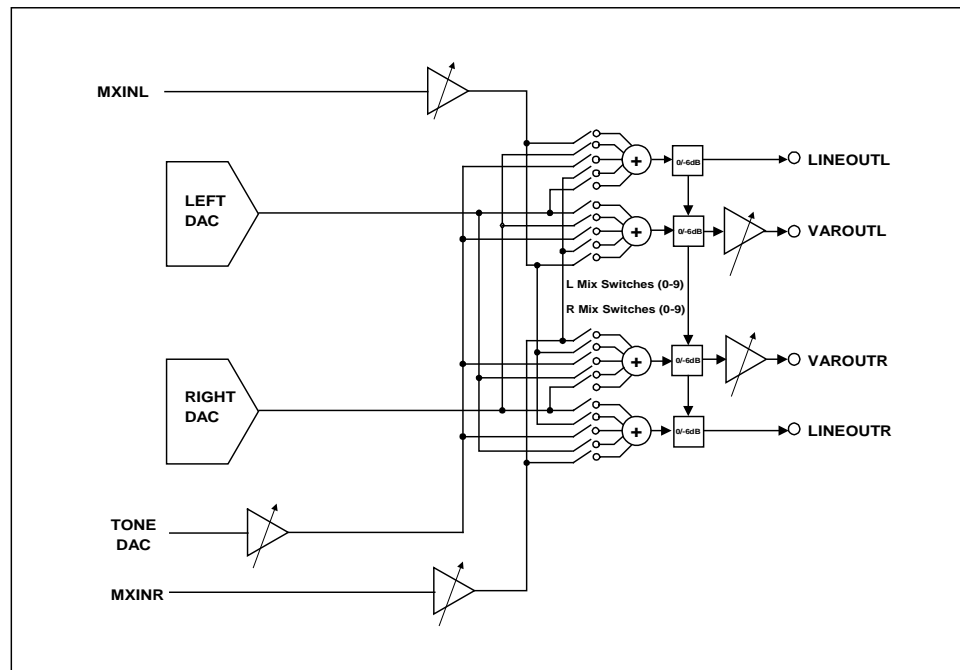 MXINL
+
0/-6dB
LINEOUTL
LEFT
DAC
+
0/-6dB
VAROUTL
L Mix Switches (0-9)
R Mix Switches (0-9)
+
0/-6dB
VAROUTR
RIGHT
DAC
+
0/-6dB
LINEOUTR
TONE
DAC
MXINR